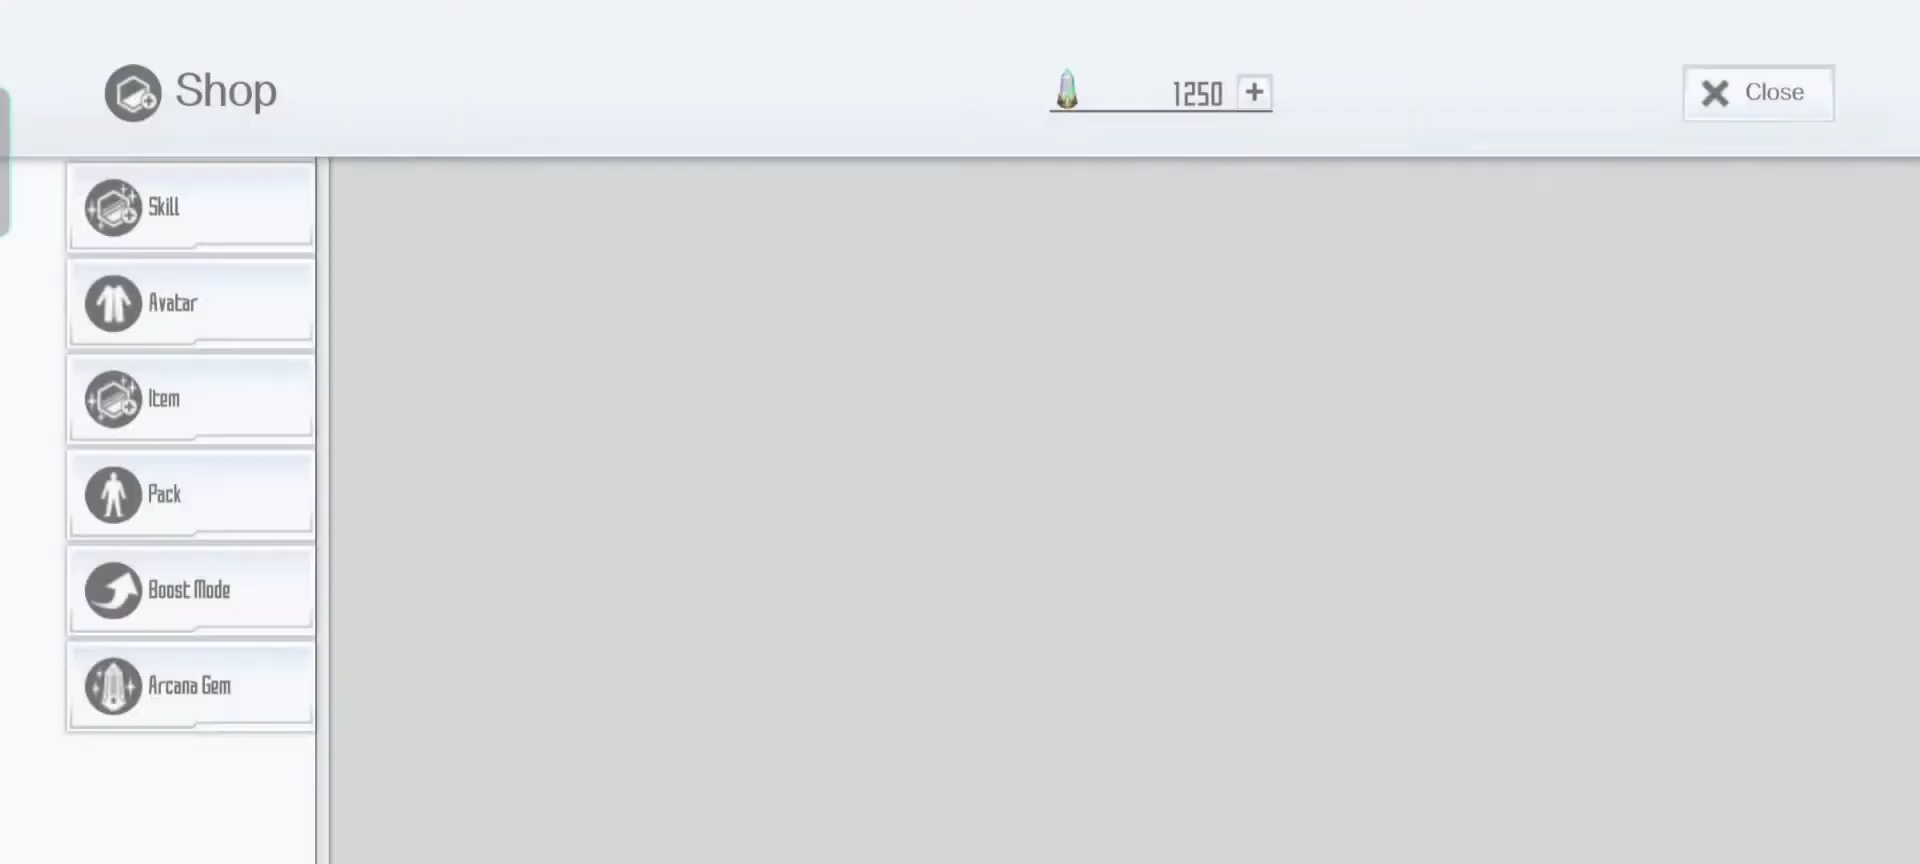 Shop
1250
Close
Skill
Avatar
Item
Pack
Boost Mode
Arcana Gem